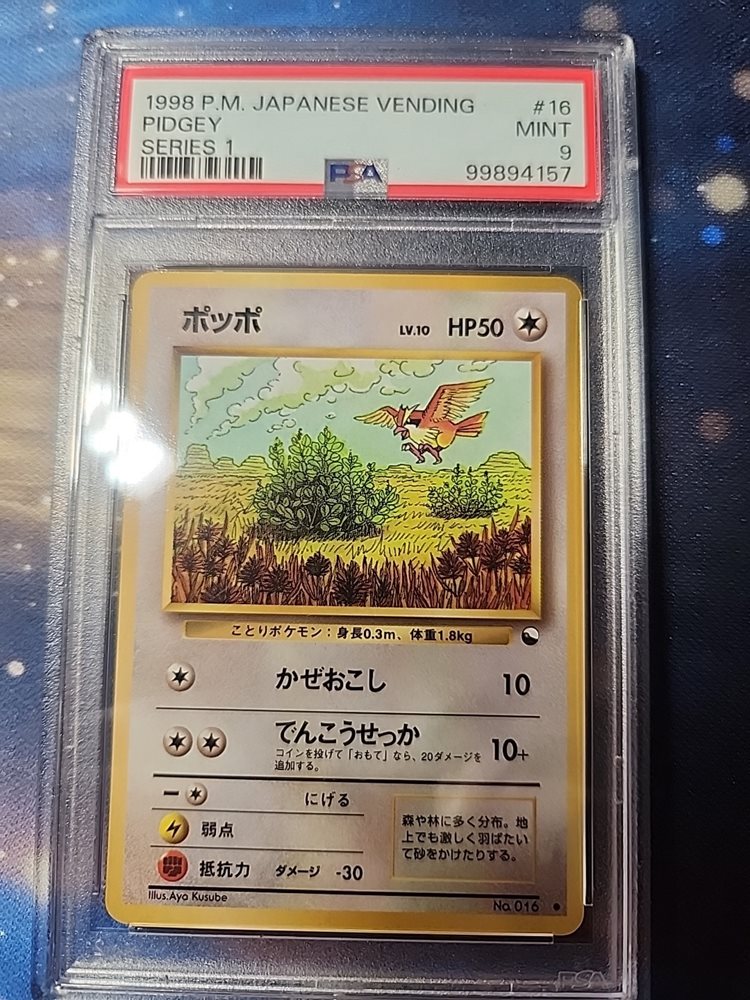 1998 P.M. JAPANESE VENDING #16
PIDGEY MINT
SERIES 1 9
PSA 99894157
ポッポ LV.10 HP50
ことりポケモン：身長0.3m、体重1.8kg
かぜおこし 10
でんこうせっか 10+
コインを投げて「おもて」なら、20ダメージを
追加する。
ー にげる
弱点
抵抗力 ダメージ -30
森や林に多く分布。地
上でも激しく羽ばたい
て砂をかけたりする。
Illus.Aya Kusube
No. 016
PSA